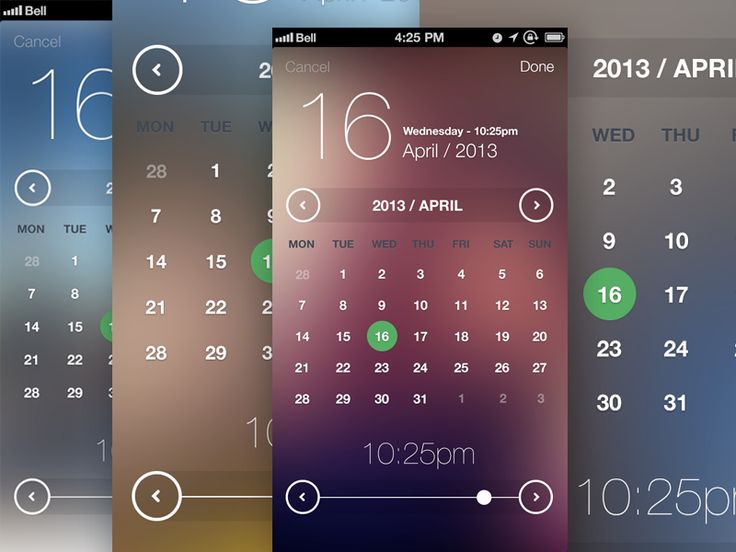 Bell
Cancel
16
MON TUE
28 1
7 8
14 15
21 22
28 29
MON TUE
28 1
7 8
14 15
21 22
28 29
10
Bell 4:25 PM
Cancel Done
16
Wednesday - 10:25pm
April / 2013
2013 / APRIL
MON TUE WED THU FRI SAT SUN
28 1 2 3 4 5 6
7 8 9 10 11 12 13
14 15 16 17 18 19 20
21 22 23 24 25 26 27
28 29 30 31 1 2 3
10:25pm
2013 / APRI
WED THU
2 3
9 10
16 17
23 24
30 31
10:25p